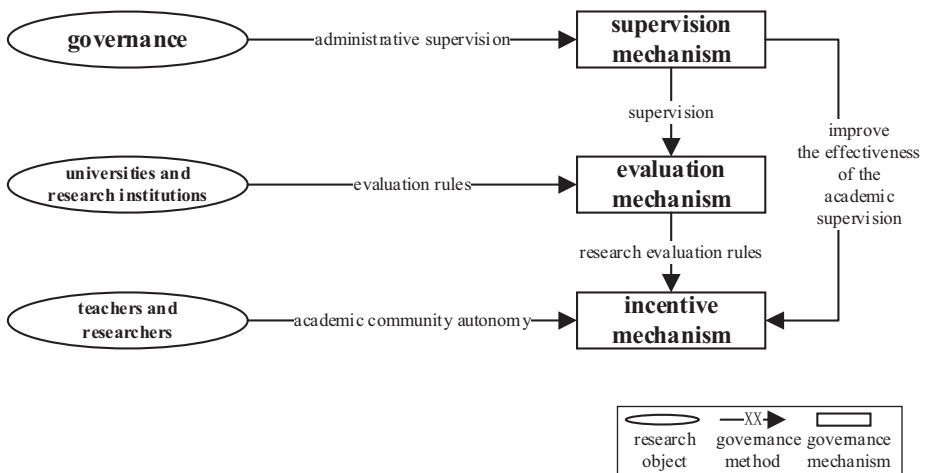 governance
administrative supervision
supervision
mechanism
supervision
improve
the effectiveness
of the
academic
supervision
universities and
research institutions
evaluation rules
evaluation
mechanism
research evaluation rules
teachers and
researchers
academic community autonomy
incentive
mechanism
XX
research
object
governance
method
governance
mechanism